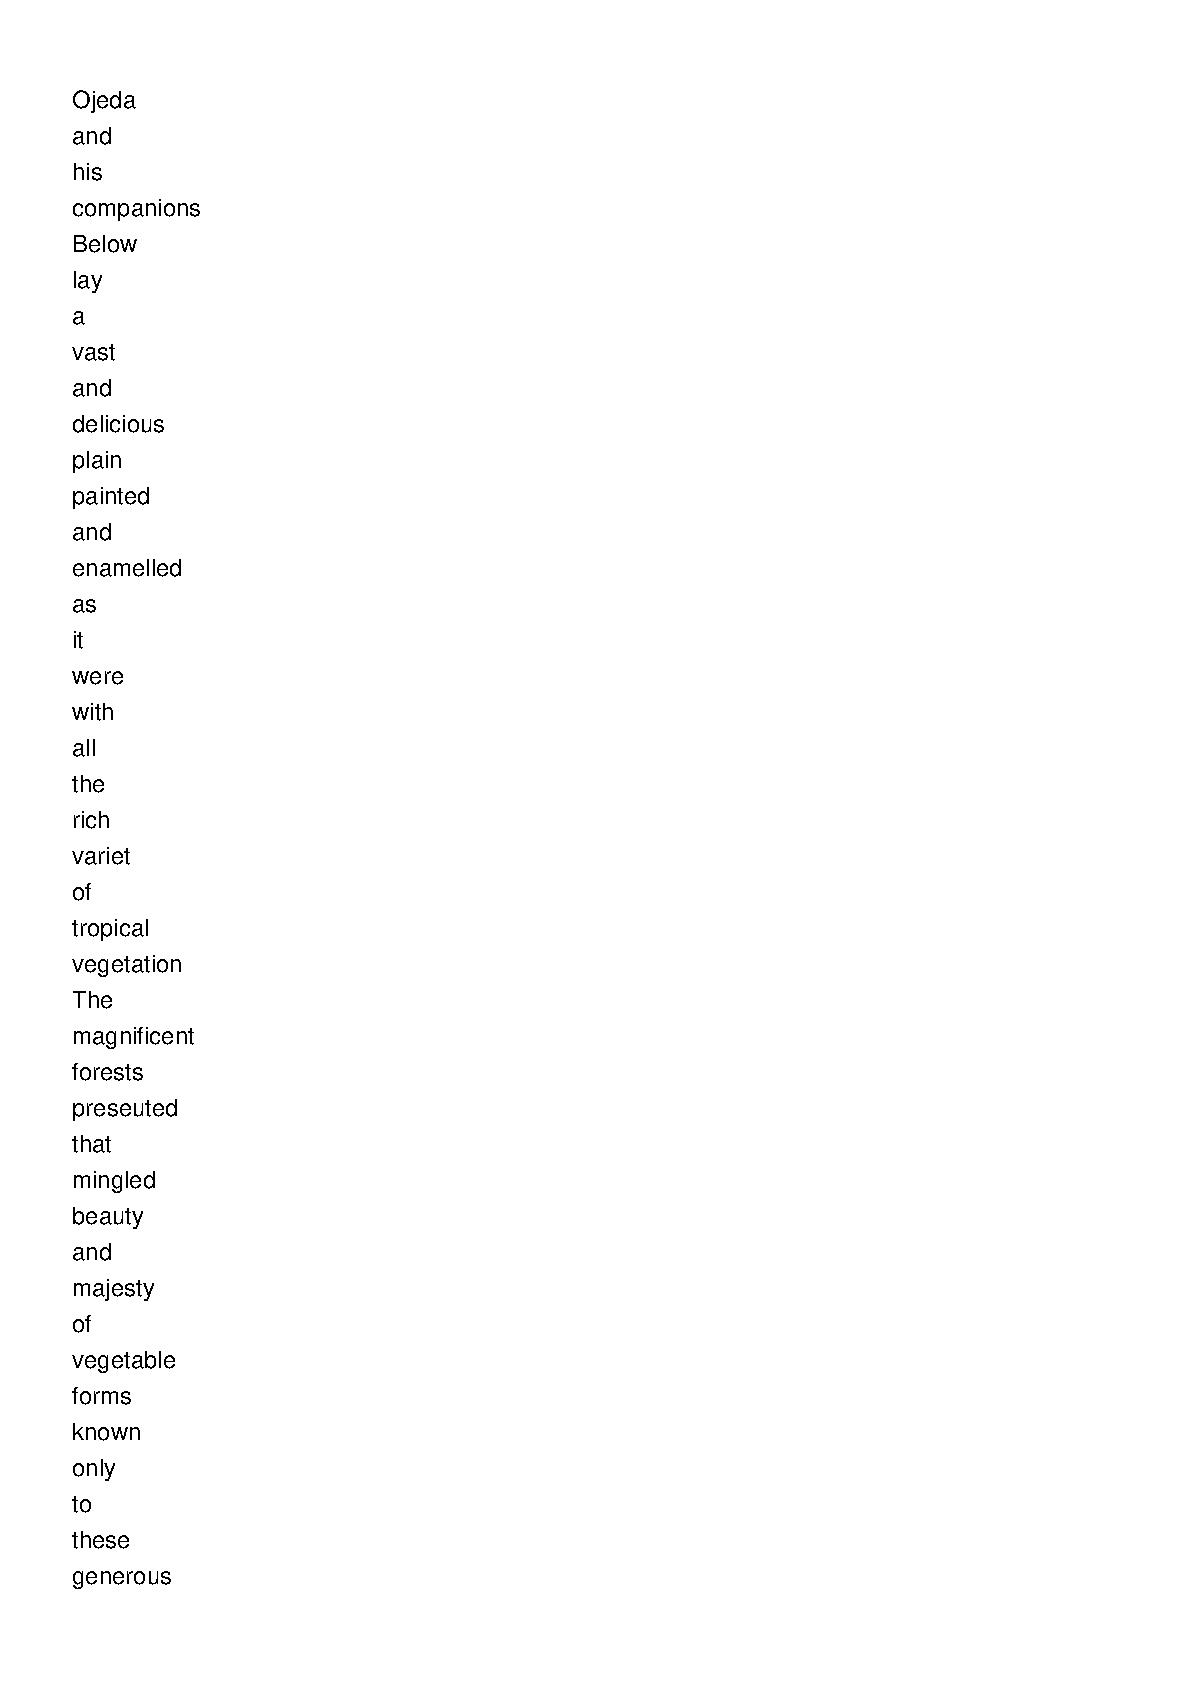 Ojeda
and
his
companions
Below
lay
a
vast
and
delicious
plain
painted
and
enamelled
as
it
were
with
all
the
rich
variet
of
tropical
vegetation
The
magnificent
forests
preseuted
that
mingled
beauty
and
majesty
of
vegetable
forms
known
only
to
these
generous